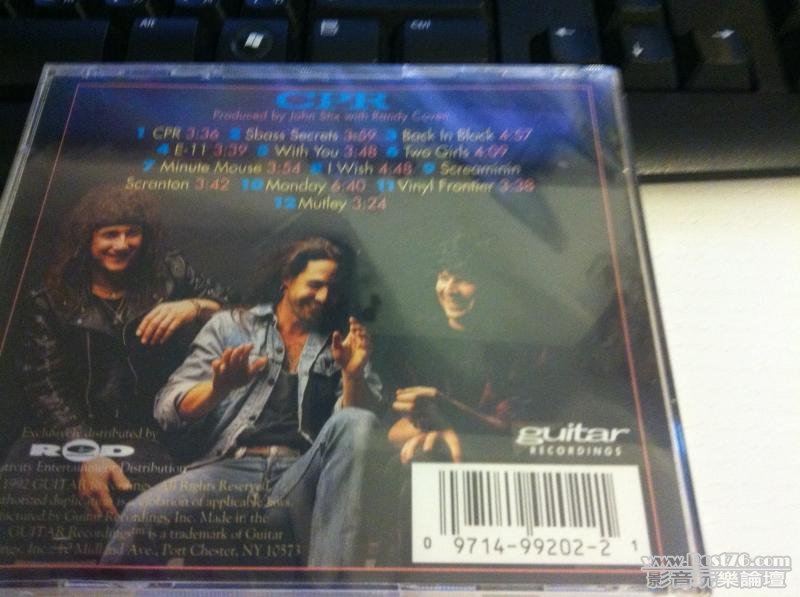 Alt
Ctrl
CPR
Produced by John Stix with Randy Coven
1 CPR 3:36 2 Sbass Secrets 3:59 3 Back In Black 4:57
4 E-11 3:39 5 With You 3:48 6 Two Girls 4:09
7 Minute Mouse 3:54 8 I Wish 4:48 9 Screamin
Scranton 3:42 10 Monday 6:40 11 Vinyl Frontier 3:38
12 Mutley 3:24
Exclusively distributed by
RED
Entertainment Distribution
1992 GUITAR Recordings. All Rights Reserved.
duplication is a violation of applicable laws.
by Guitar Recordings, Inc. Made in the
GUITAR Recordings™ is a trademark of Guitar
Inc. 10 Midland Ave., Port Chester, NY 10573
guitar
RECORDINGS
0 9714-99202-2 1
www.Post76.com
影音玩樂論壇